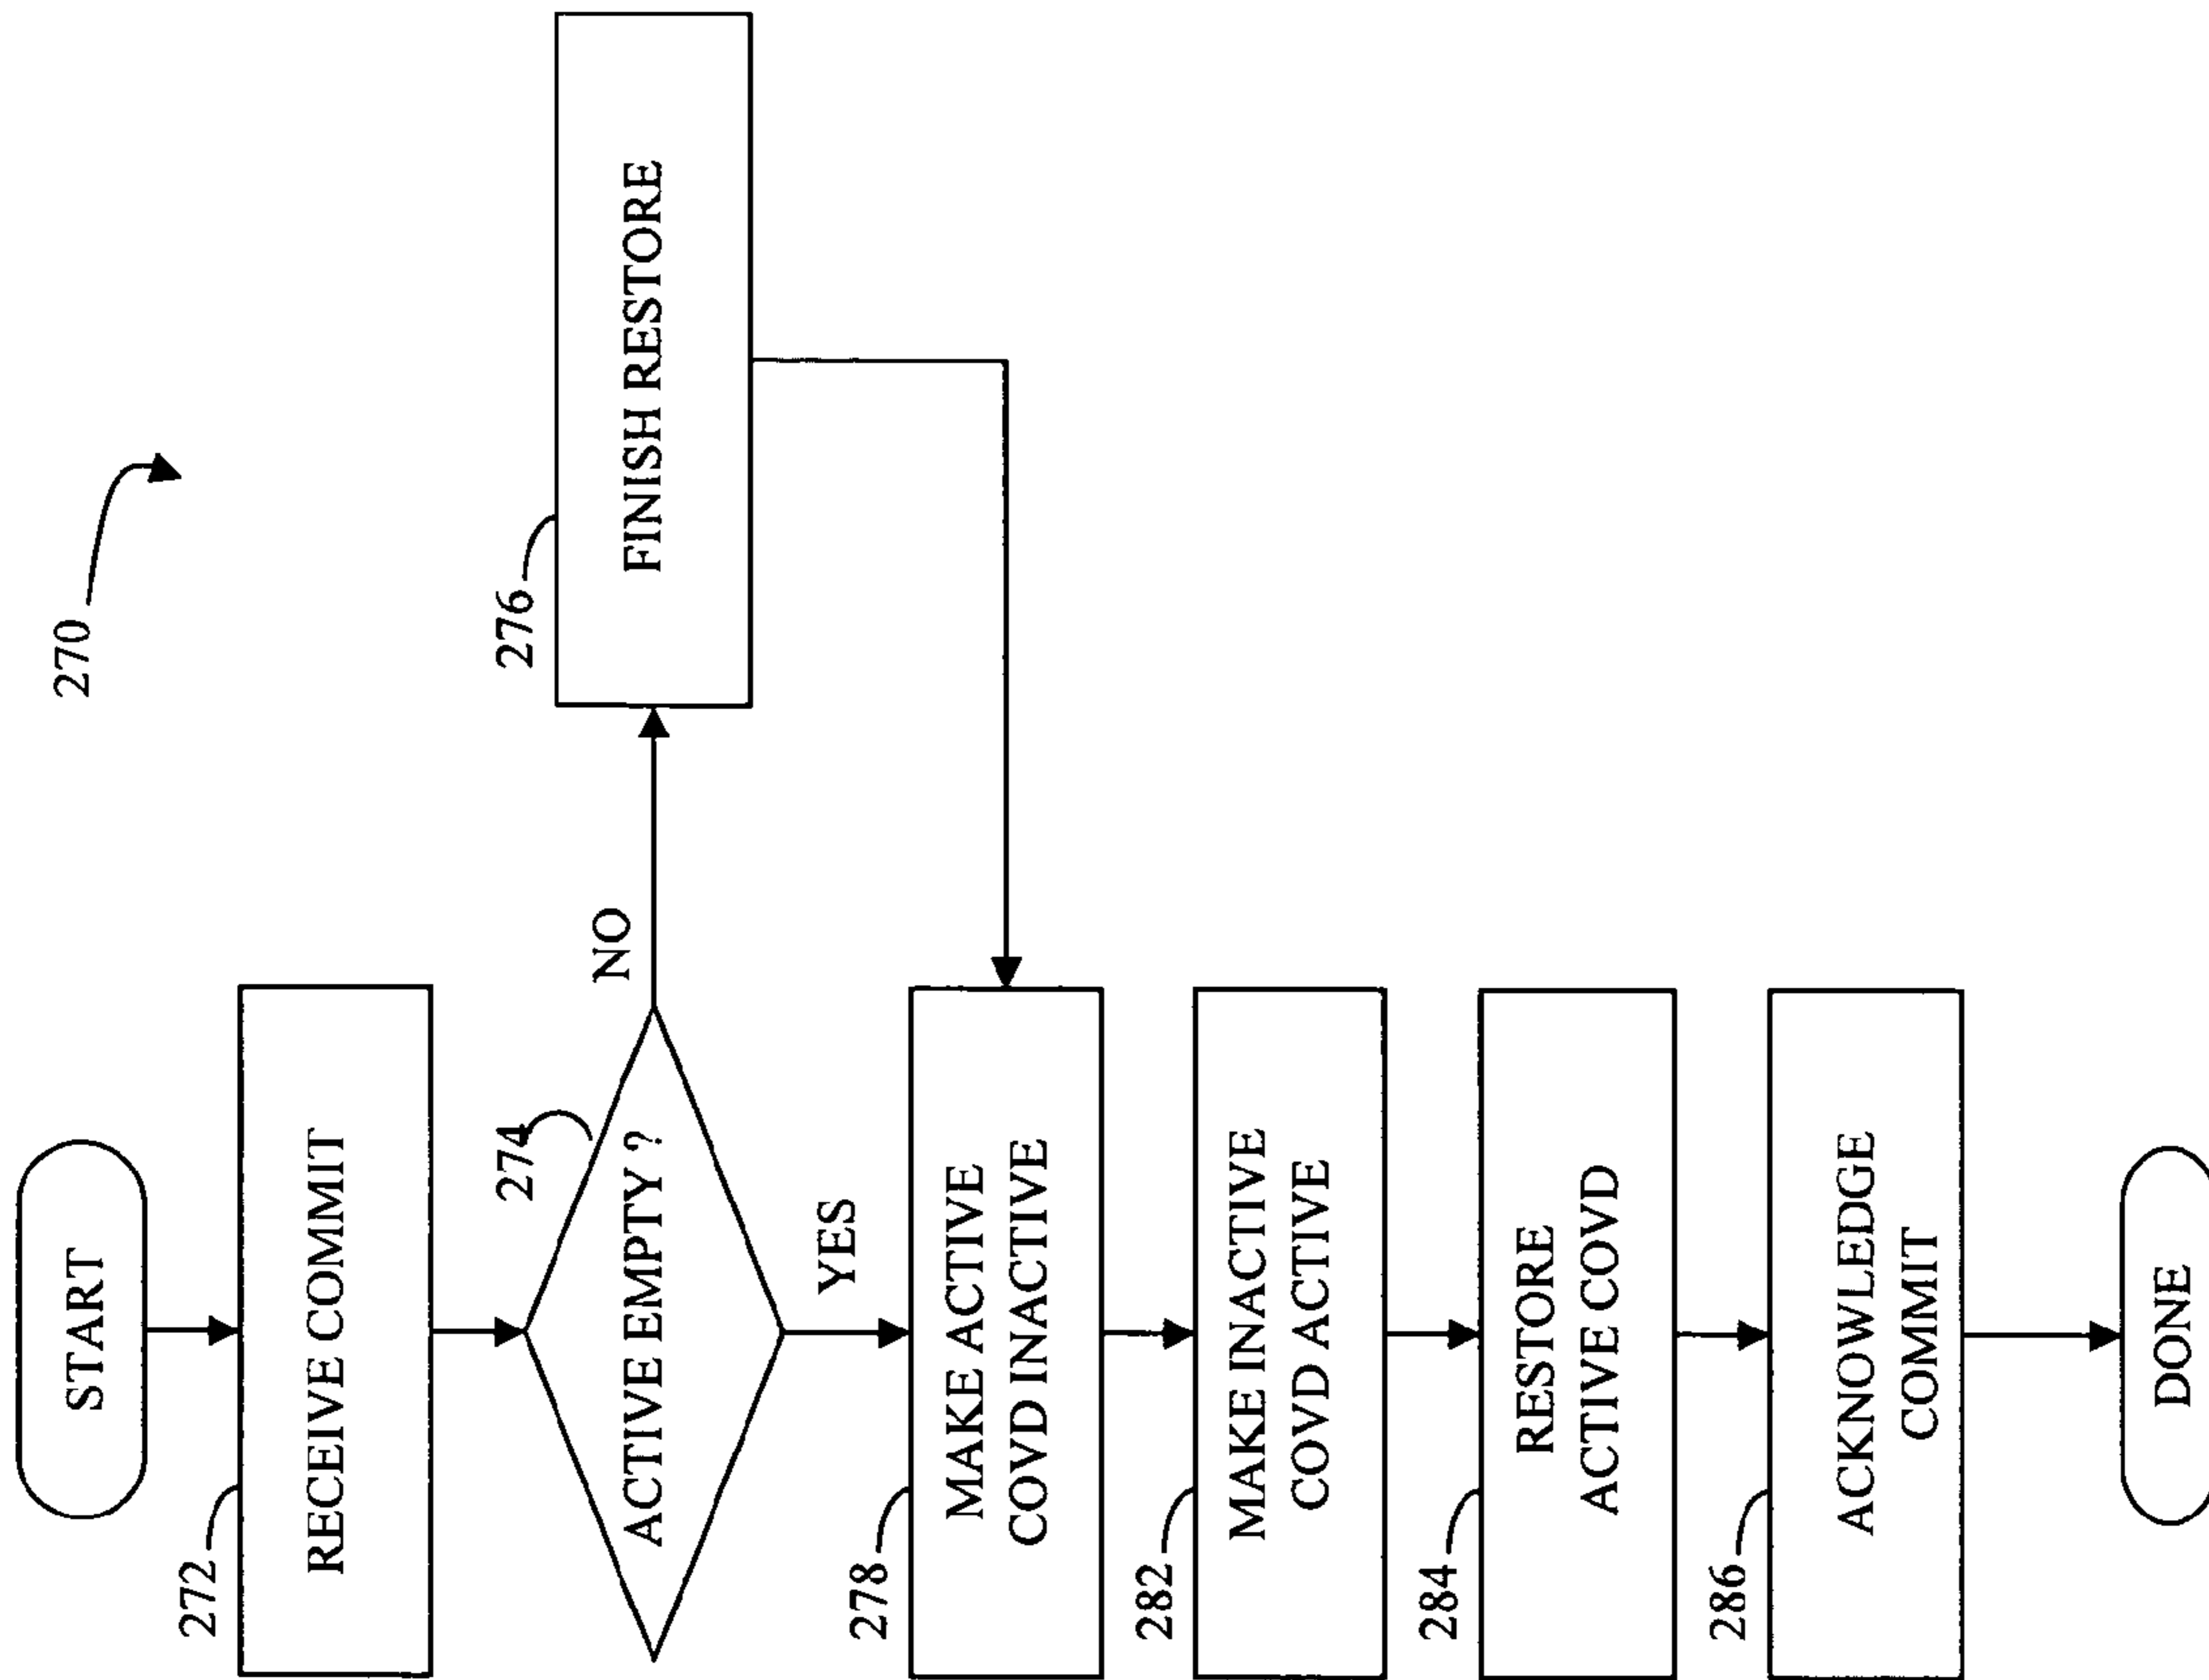 270
START
272
RECEIVE COMMIT
274
ACTIVE EMPTY ?
NO
276
FINISH RESTORE
YES
278
MAKE ACTIVE
COVD INACTIVE
282
MAKE INACTIVE
COVD ACTIVE
284
RESTORE
ACTIVE COVD
286
ACKNOWLEDGE
COMMIT
DONE